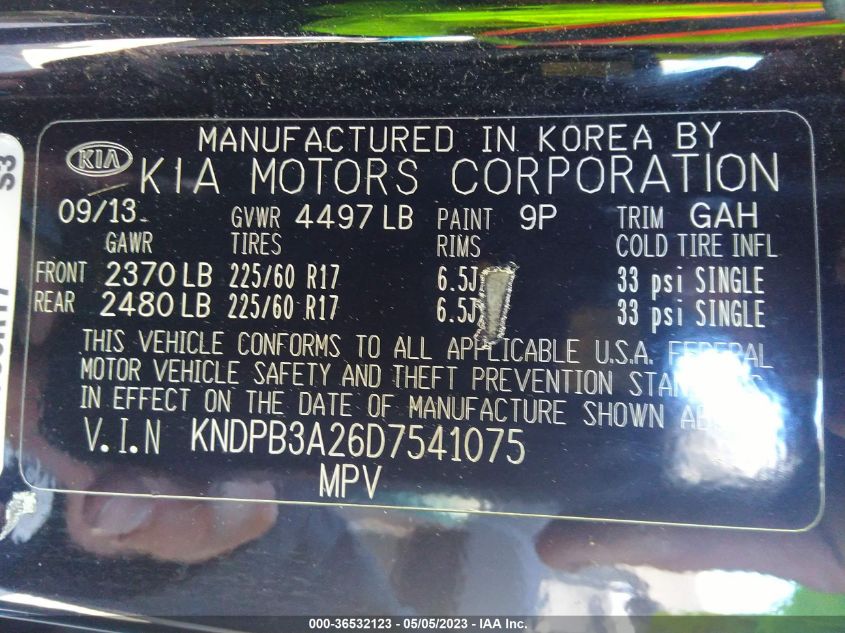 MANUFACTURED IN KOREA BY
KIA KIA MOTORS CORPORATION
09/13 GVWR 4497 LB PAINT 9P TRIM GAH
GAWR TIRES RIMS COLD TIRE INFL
FRONT 2370 LB 225/60 R17 6.5J 33 psi SINGLE
REAR 2480 LB 225/60 R17 6.5J 33 psi SINGLE
THIS VEHICLE CONFORMS TO ALL APPLICABLE U.S.A. FEDERAL
MOTOR VEHICLE SAFETY AND THEFT PREVENTION
IN EFFECT ON THE DATE OF MANUFACTURE SHOWN
V.I.N KNDPB3A26D7541075
MPV
S3
000-36532123 - 05/05/2023 - IAA Inc.